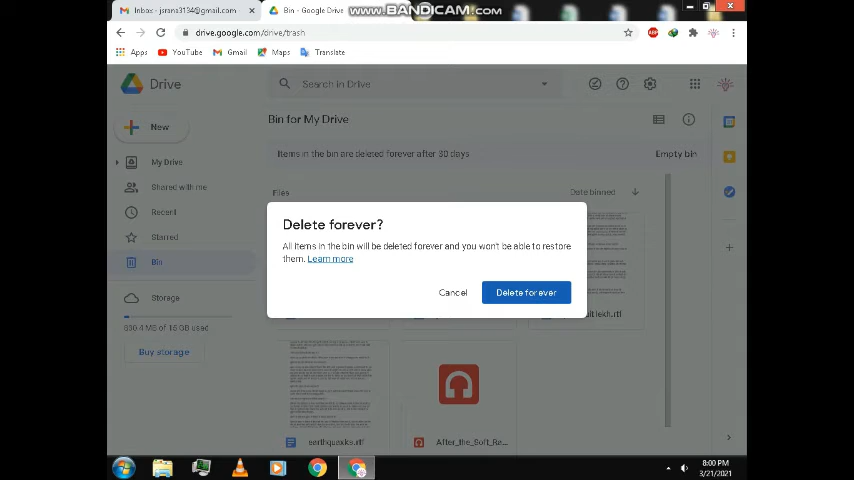 Inbox - jsrana3134@gmail.com
Bin - Google Drive
www.BANDICAM.com
drive.google.com/drive/trash
ABP
Apps
YouTube
Gmail
Maps
Translate
Drive
Search in Drive
New
Bin for My Drive
My Drive
Items in the bin are deleted forever after 30 days
Empty bin
Shared with me
Files
Date binned
Recent
Starred
Bin
Storage
Buy storage
Delete forever?
All items in the bin will be deleted forever and you won't be able to restore
them. Learn more
Cancel
Delete forever
After_the_Soft_Ra...
8:00 PM
3/21/2021